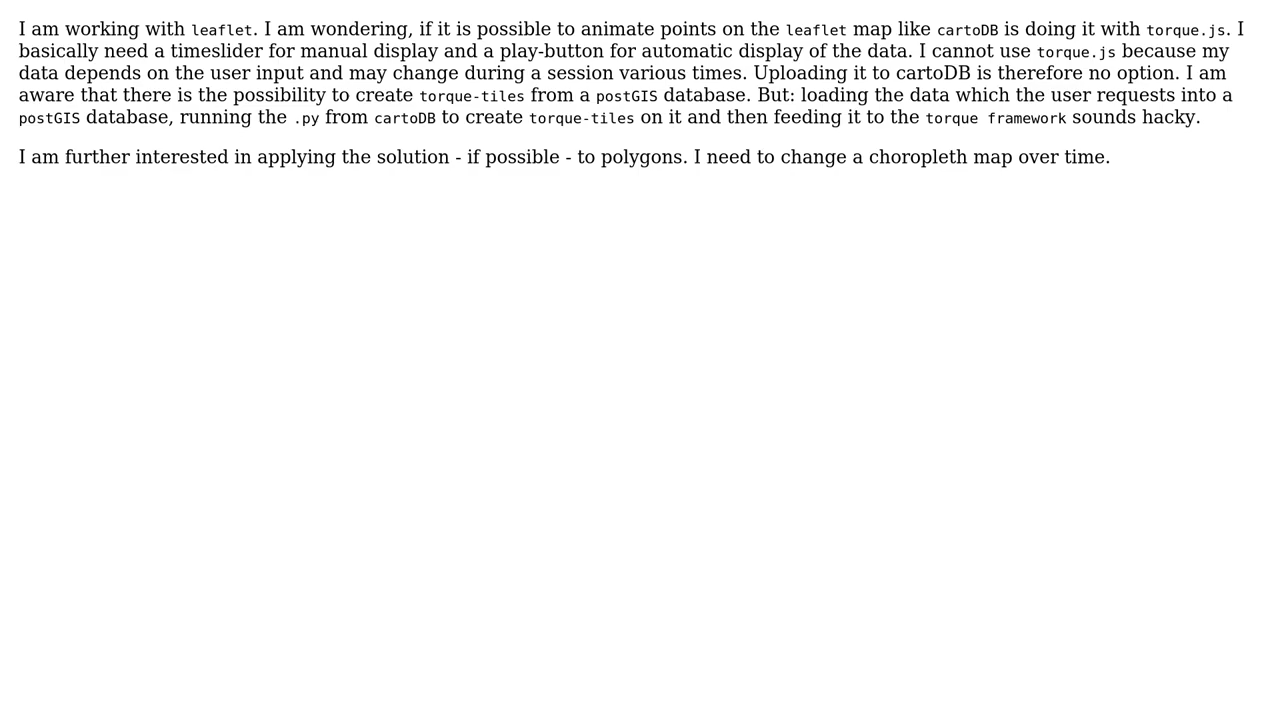 I am working with leaflet. I am wondering, if it is possible to animate points on the leaflet map like cartoDB is doing it with torque.js. I
basically need a timeslider for manual display and a play-button for automatic display of the data. I cannot use torque.js because my
data depends on the user input and may change during a session various times. Uploading it to cartoDB is therefore no option. I am
aware that there is the possibility to create torque-tiles from a postGIS database. But: loading the data which the user requests into a
postGIS database, running the .py from cartoDB to create torque-tiles on it and then feeding it to the torque framework sounds hacky.
I am further interested in applying the solution - if possible - to polygons. I need to change a choropleth map over time.